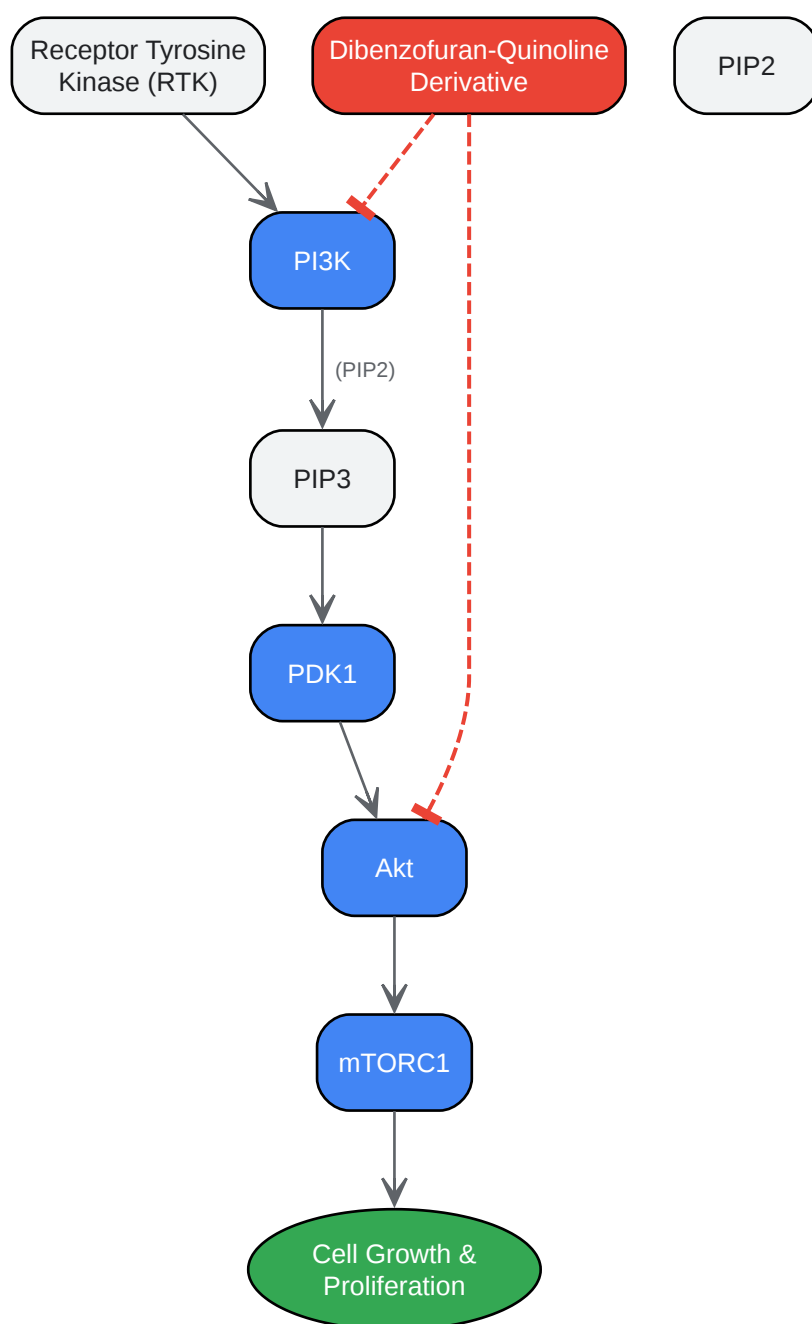 Receptor Tyrosine
Kinase (RTK)
Dibenzofuran-Quinoline
Derivative
PIP2
PI3K
(PIP2)
PIP3
PDK1
Akt
mTORC1
Cell Growth &
Proliferation